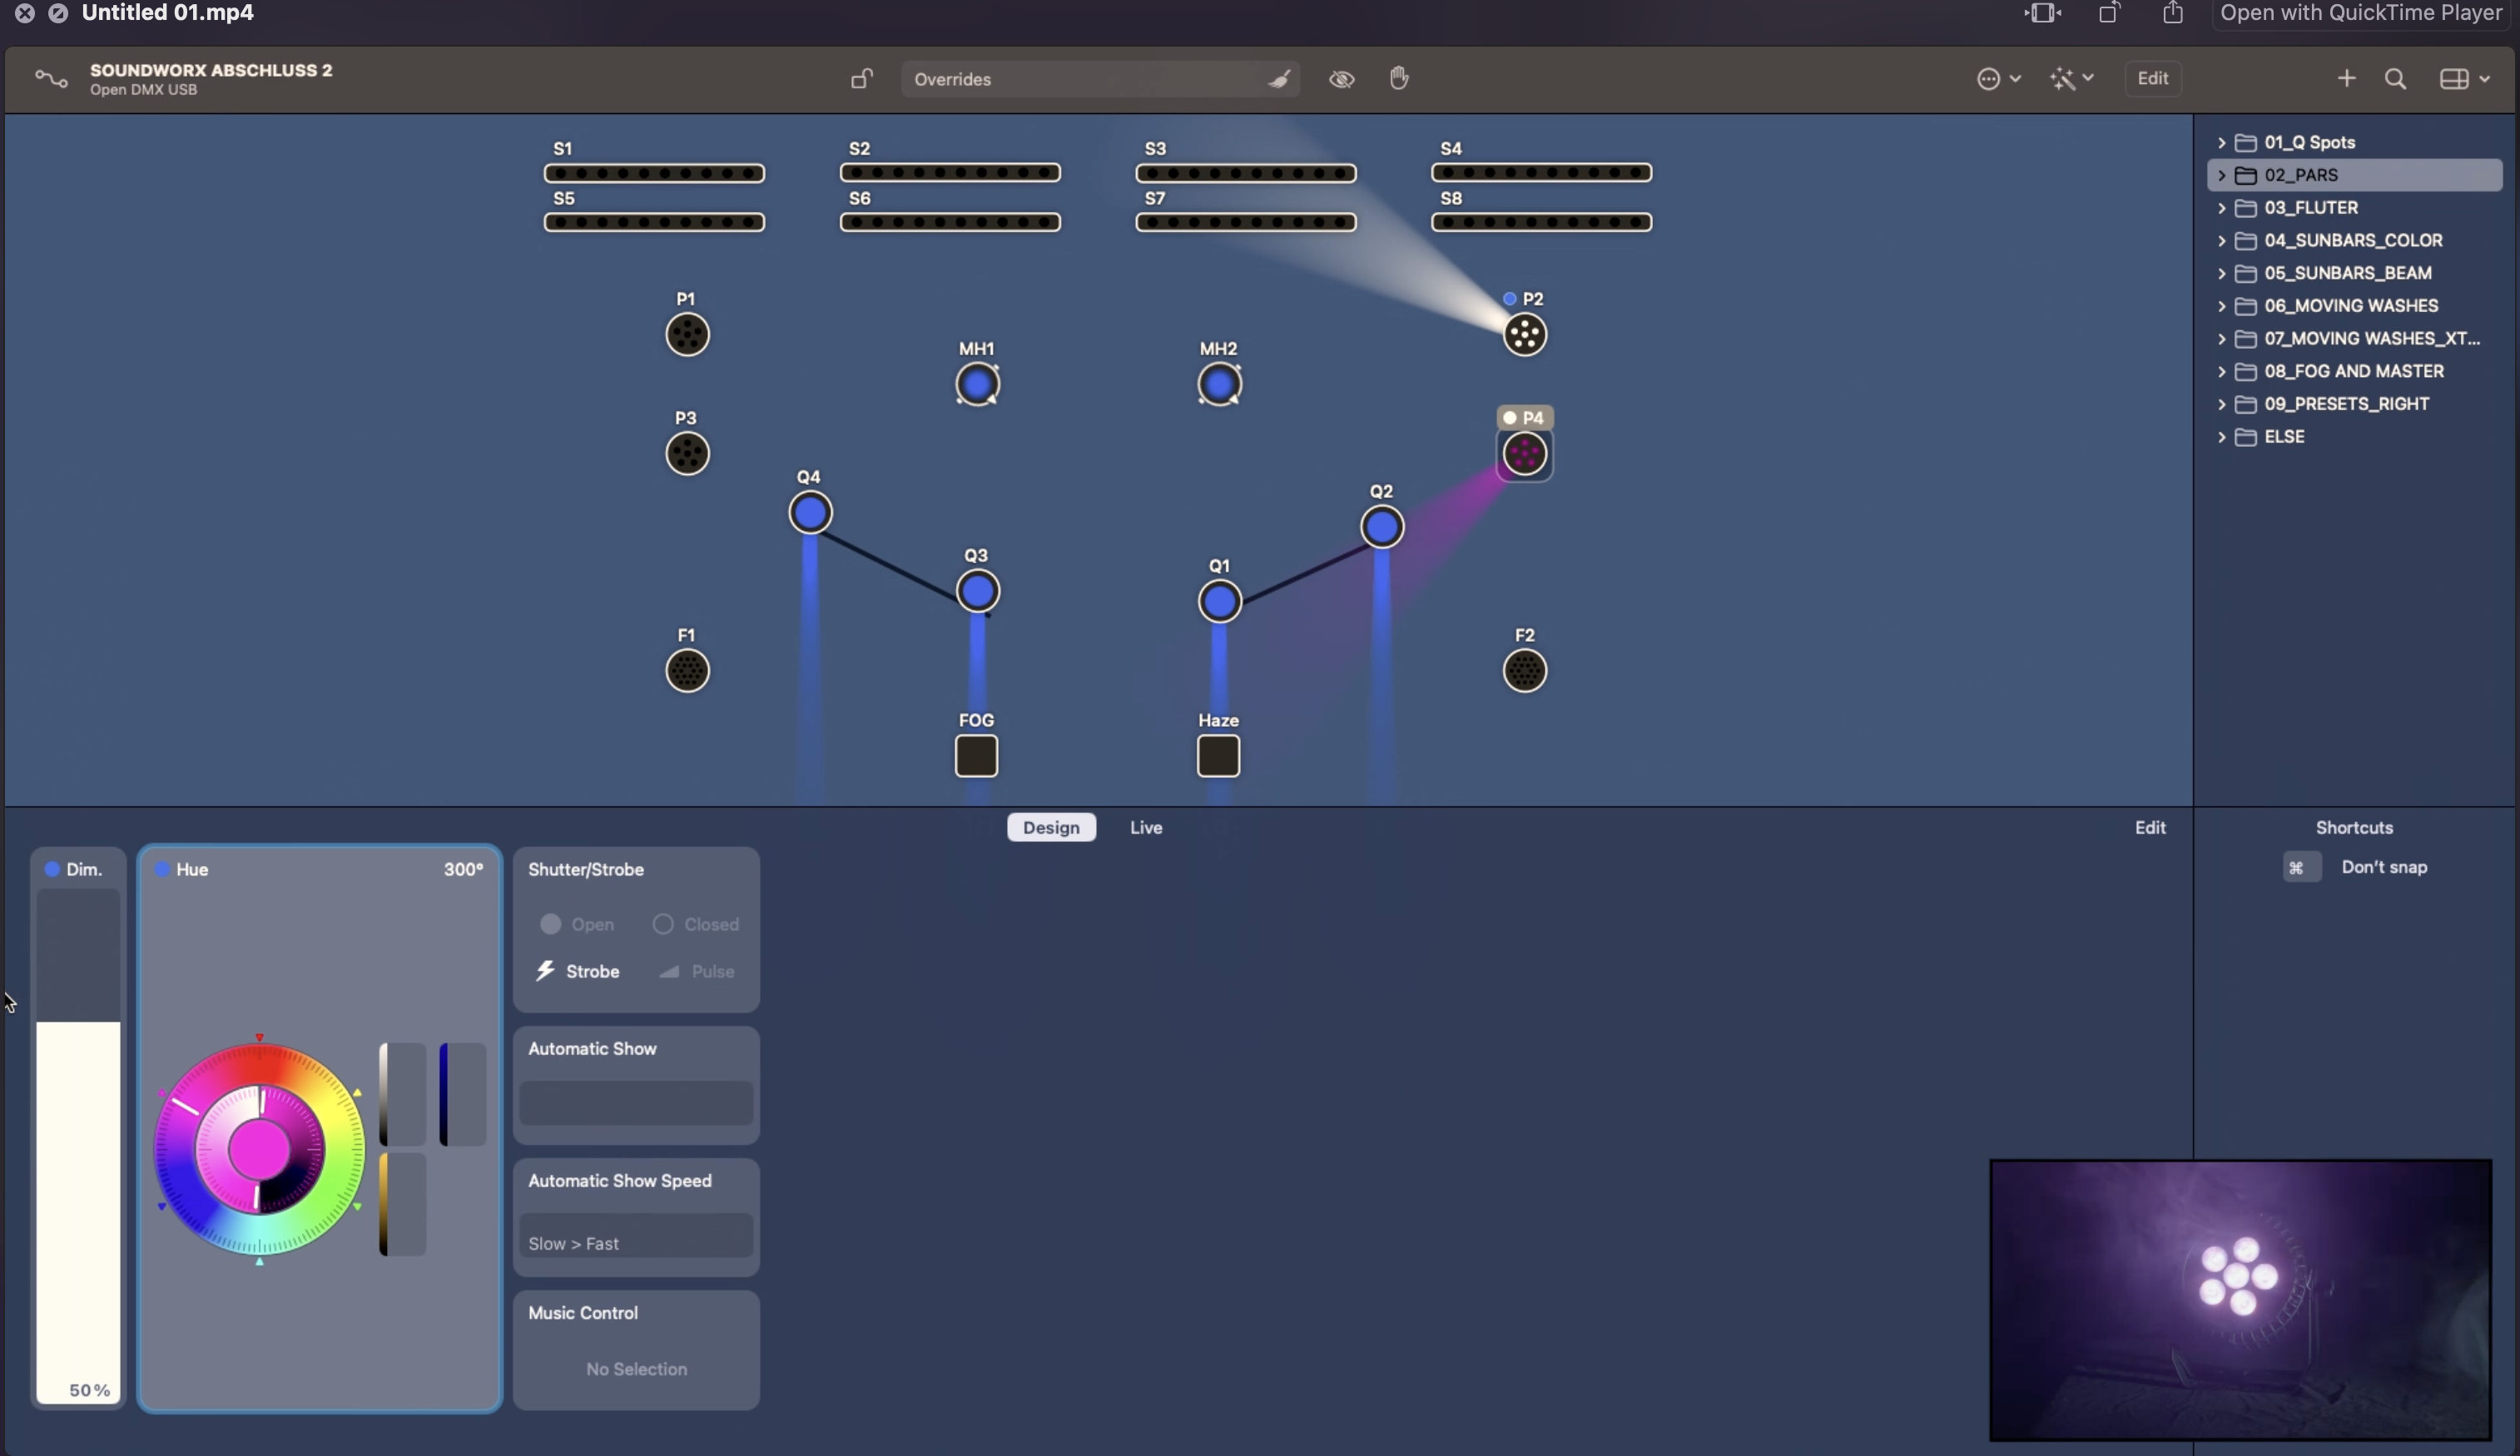 Untitled 01.mp4
Open with QuickTime Player
SOUNDWORX ABSCHLUSS 2
Open DMX USB
Overrides
Edit
S1
S2
S3
S4
S5
S6
S7
S8
P1
P2
MH1
MH2
P3
P4
Q4
Q2
Q3
Q1
F1
F2
FOG
Haze
01_Q Spots
02_PARS
03_FLUTER
04_SUNBARS_COLOR
05_SUNBARS_BEAM
06_MOVING WASHES
07_MOVING WASHES_XT...
08_FOG AND MASTER
09_PRESETS_RIGHT
ELSE
Design
Live
Edit
Shortcuts
⌘ Don't snap
Dim.
50%
Hue
300°
Shutter/Strobe
Open
Closed
Strobe
Pulse
Automatic Show
Automatic Show Speed
Slow > Fast
Music Control
No Selection